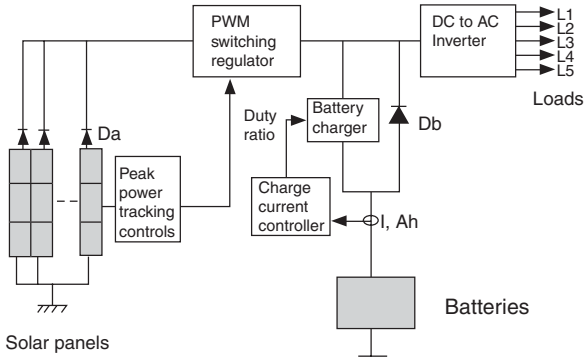 PWM
switching
regulator
DC to AC
Inverter
L1
L2
L3
L4
L5
Loads
Da
Duty
ratio
Battery
charger
Db
Peak
power
tracking
controls
Charge
current
controller
I, Ah
Batteries
Solar panels